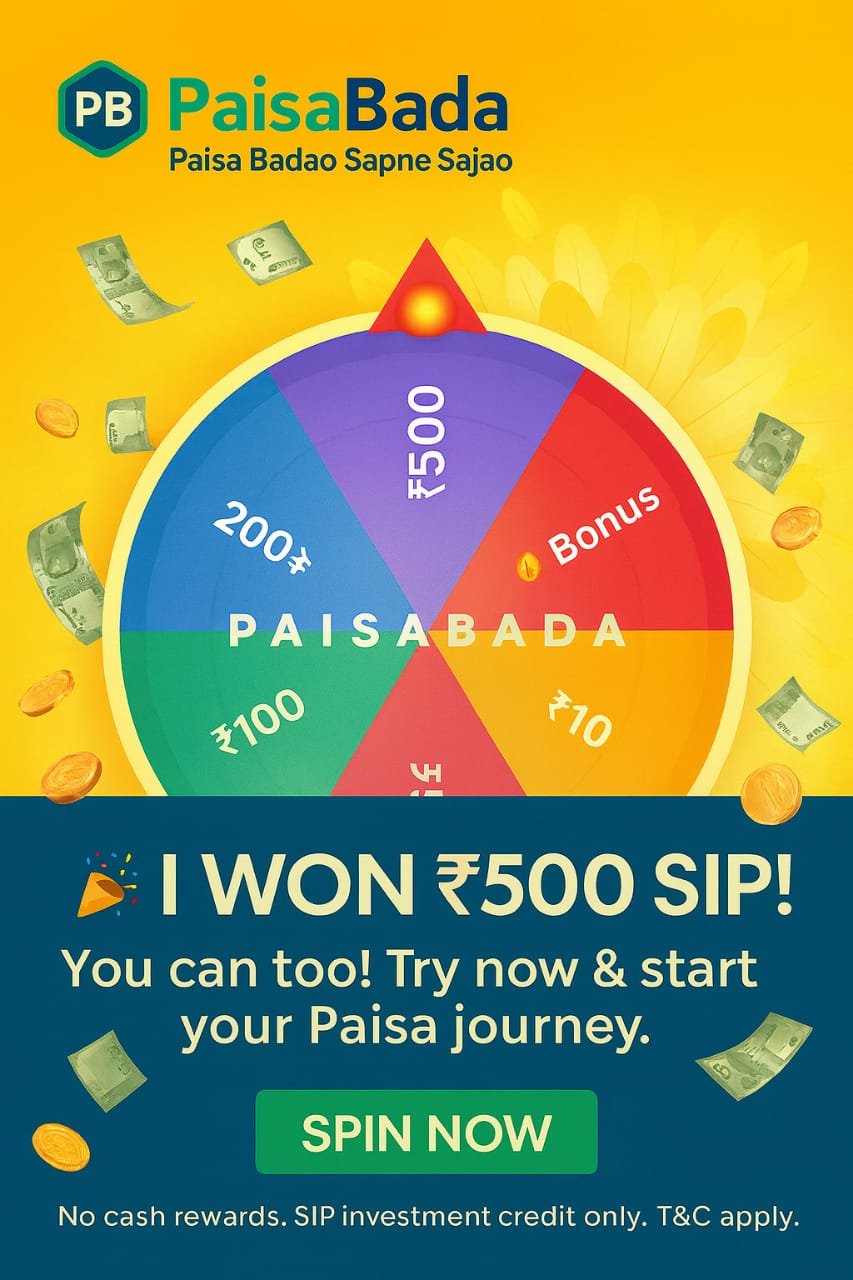 PB
PaisaBada
Paisa Badao Sapne Sajao
₹500
200₹
Bonus
PAISABADA
₹100
₹10
I WON ₹500 SIP!
You can too! Try now & start
your Paisa journey.
SPIN NOW
No cash rewards. SIP investment credit only. T&C apply.